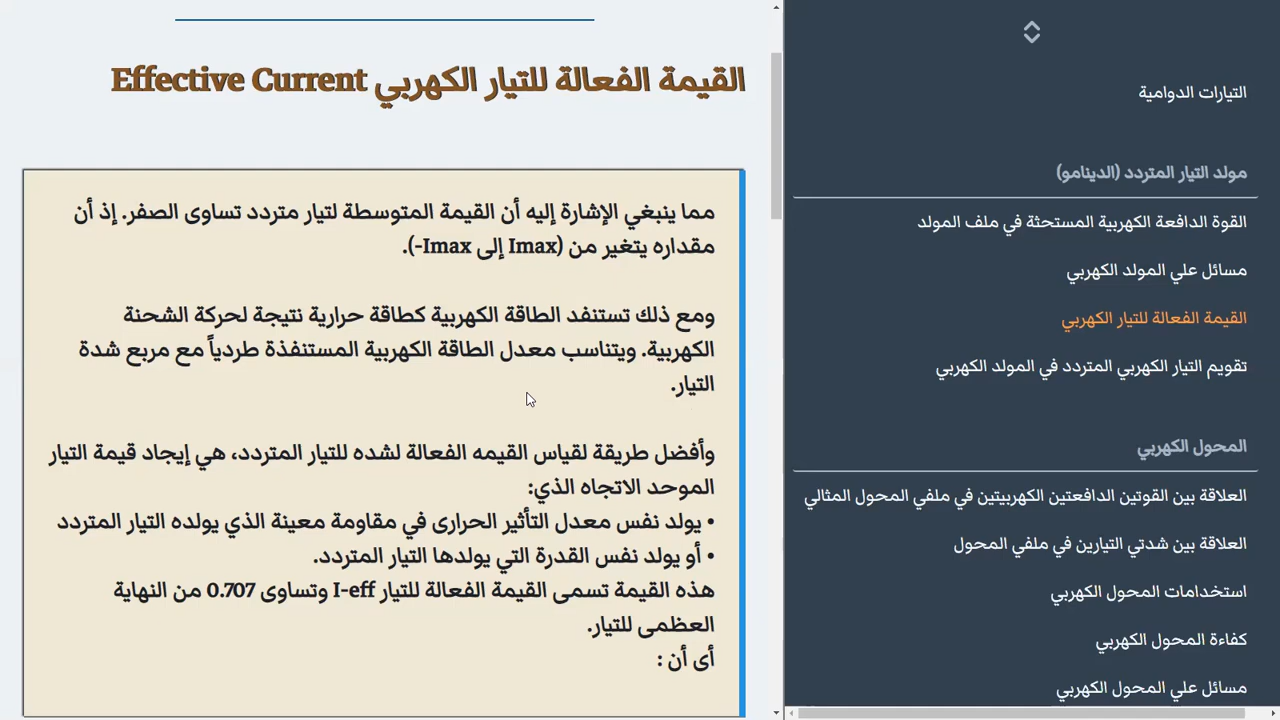 القيمة الفعالة للتيار الكهربي Effective Current
مما ينبغي الإشارة إليه أن القيمة المتوسطة لتيار متردد تساوى الصفر. إذ أن
مقداره يتغير من (Imax إلى Imax-).
ومع ذلك تستنفد الطاقة الكهربية كطاقة حرارية نتيجة لحركة الشحنة
الكهربية. ويتناسب معدل الطاقة الكهربية المستنفذة طردياً مع مربع شدة
التيار.
وأفضل طريقة لقياس القيمه الفعالة لشده للتيار المتردد، هي إيجاد قيمة التيار
الموحد الاتجاه الذي:
• يولد نفس معدل التأثير الحرارى في مقاومة معينة الذي يولده التيار المتردد
• أو يولد نفس القدرة التي يولدها التيار المتردد.
هذه القيمة تسمى القيمة الفعالة للتيار I-eff وتساوى 0.707 من النهاية
العظمى للتيار.
أى أن :
التيارات الدوامية
مولد التيار المتردد (الدينامو)
القوة الدافعة الكهربية المستحثة في ملف المولد
مسائل علي المولد الكهربي
القيمة الفعالة للتيار الكهربي
تقويم التيار الكهربي المتردد في المولد الكهربي
المحول الكهربي
العلاقة بين القوتين الدافعتين الكهربيتين في ملفي المحول المثالي
العلاقة بين شدتي التيارين في ملفي المحول
استخدامات المحول الكهربي
كفاءة المحول الكهربي
مسائل علي المحول الكهربي